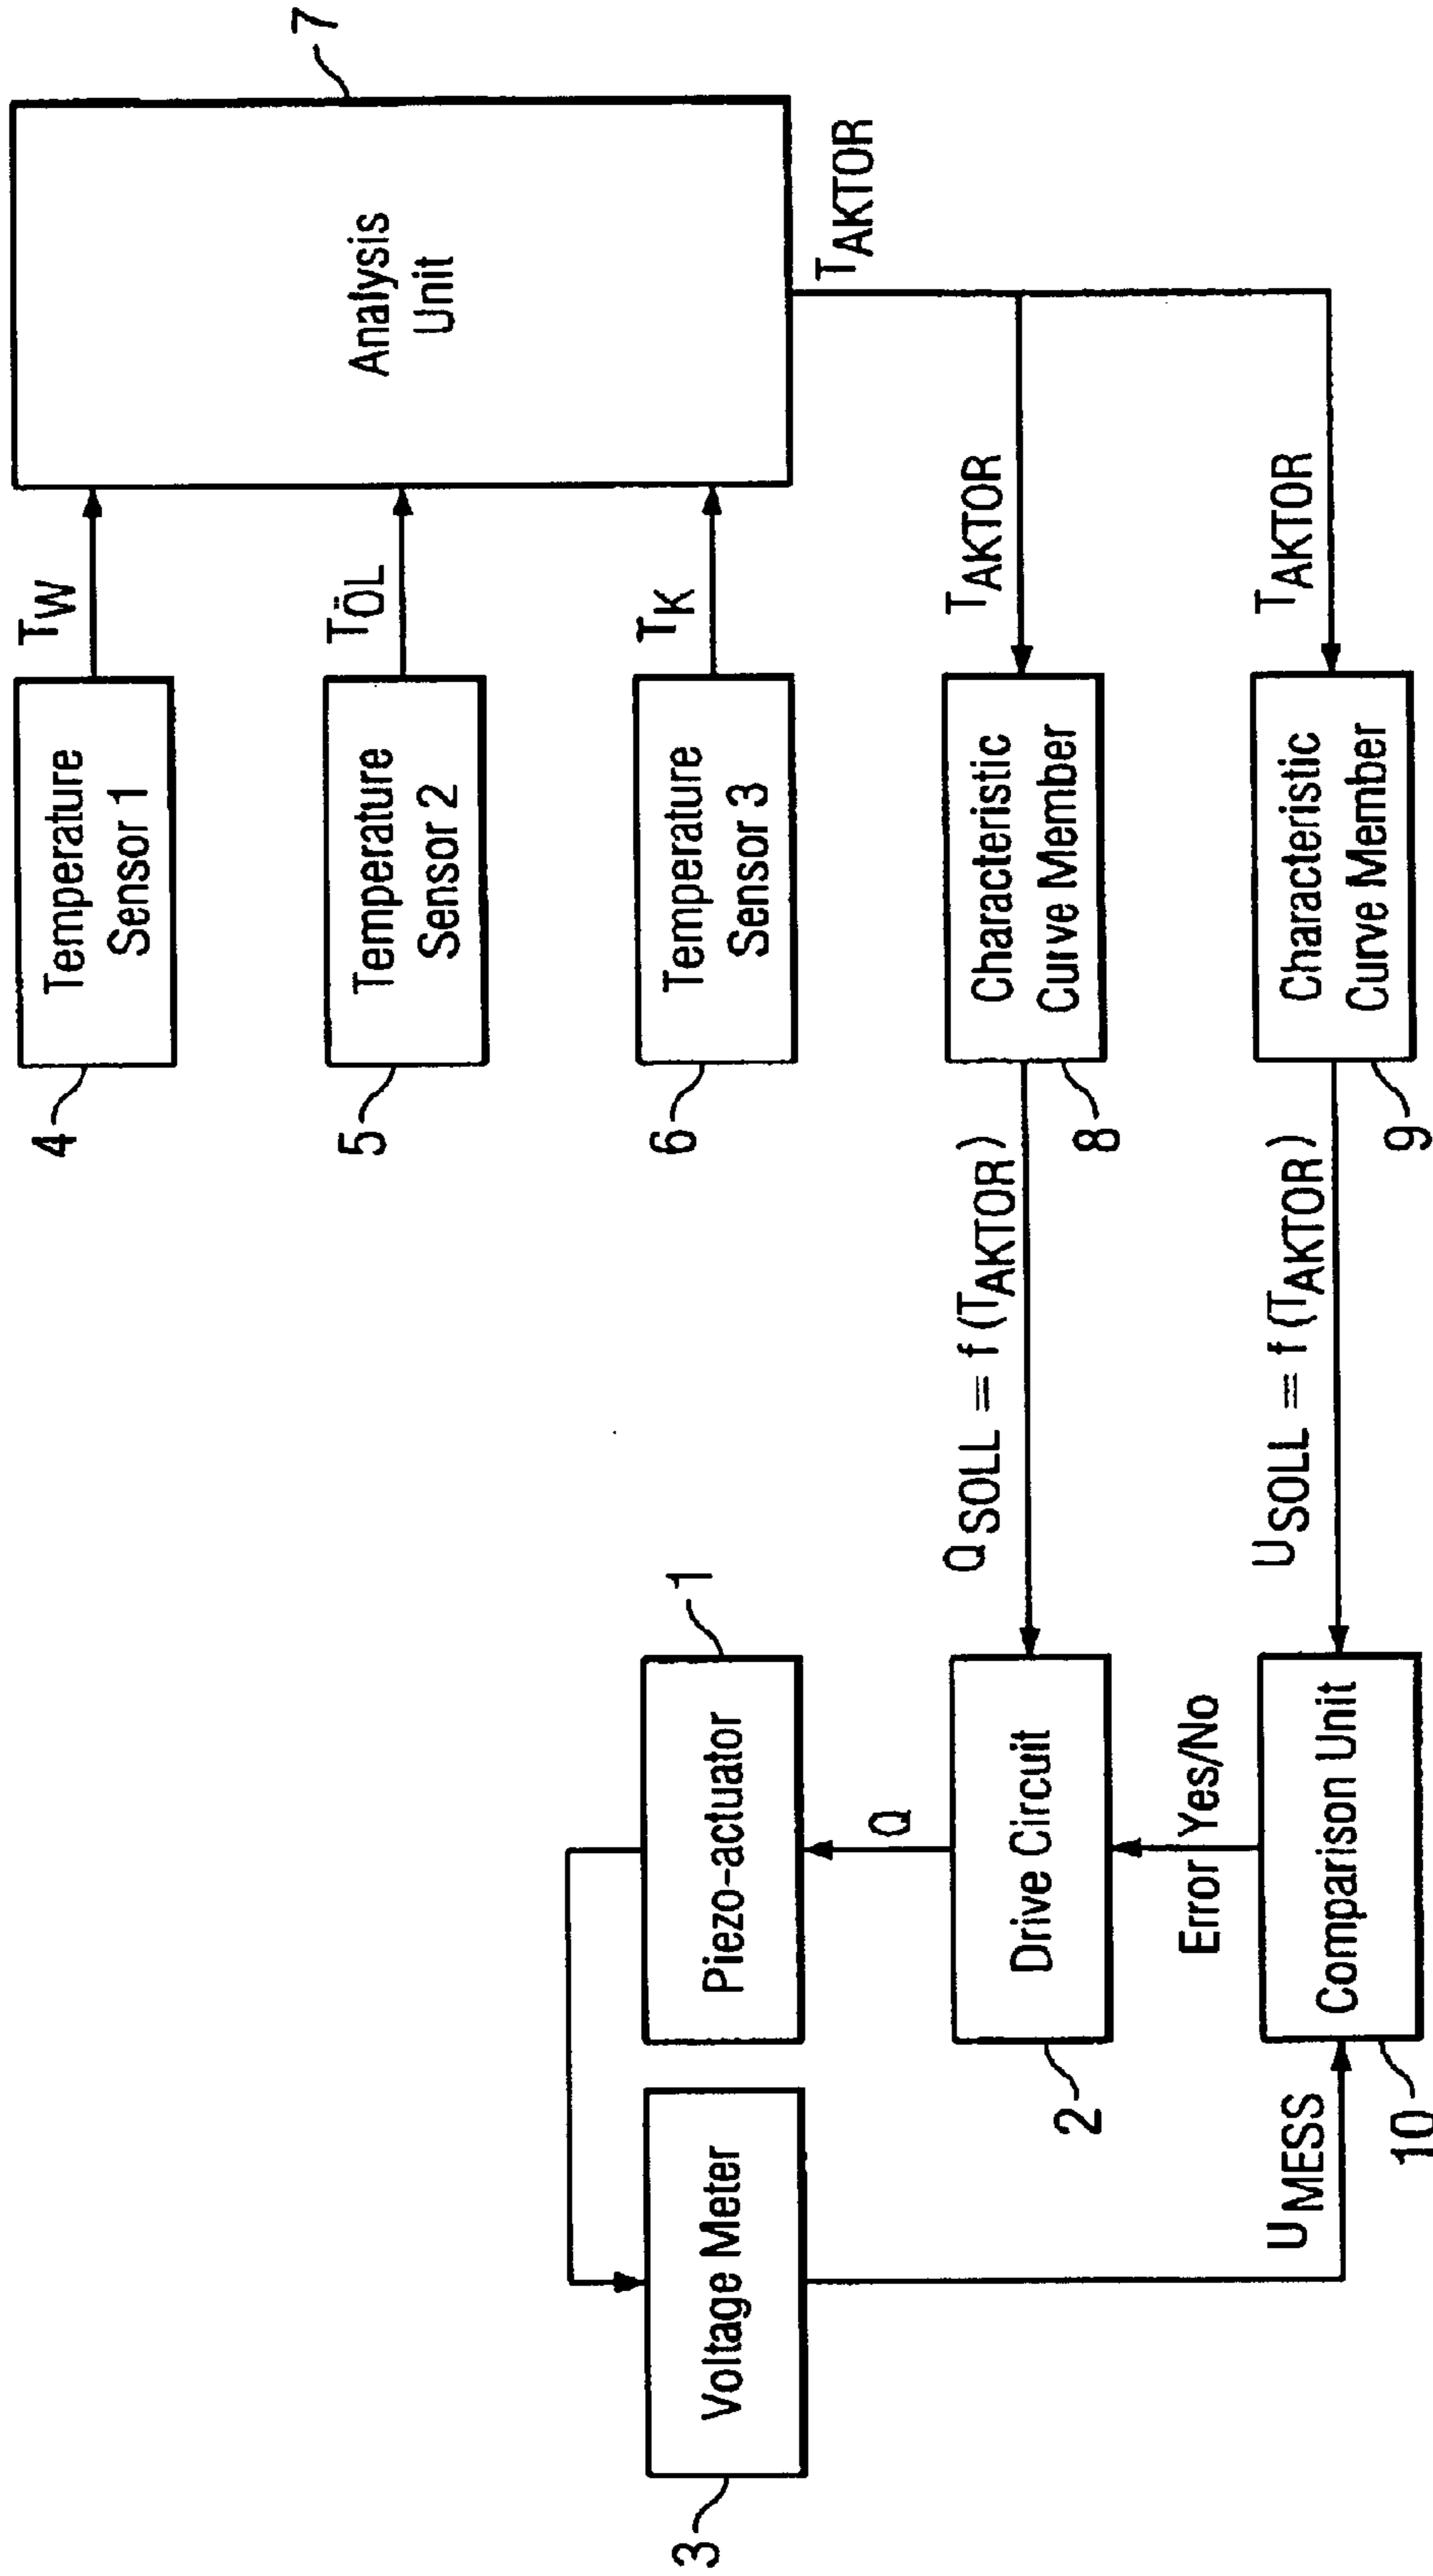 7
Analysis
Unit
TAKTOR
TW
TÖL
TK
TAKTOR
TAKTOR
Temperature
Sensor 1
Temperature
Sensor 2
Temperature
Sensor 3
Characteristic
Curve Member
Characteristic
Curve Member
4
5
6
8
9
QSOLL = f (TAKTOR)
USOLL = f (TAKTOR)
1
Piezo-actuator
Q
Drive Circuit
Error Yes/No
Comparison Unit
2
10
Voltage Meter
UMESS
3